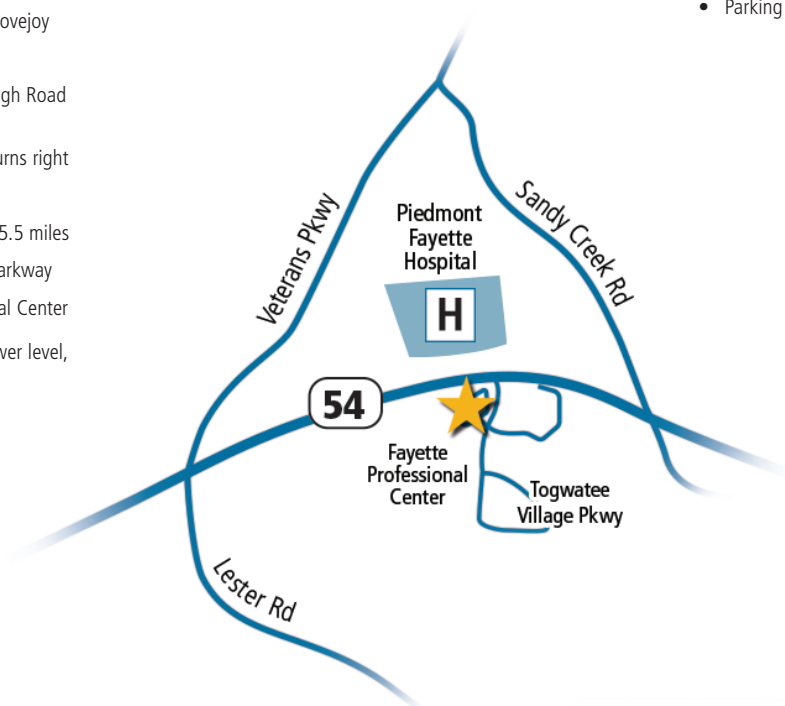 ovejoy
gh Road
urns right
5.5 miles
arkway
al Center
ver level,
• Parking
Veterans Pkwy
Piedmont
Fayette
Hospital
H
Sandy Creek Rd
54
Fayette
Professional
Center
Togwatee
Village Pkwy
Lester Rd